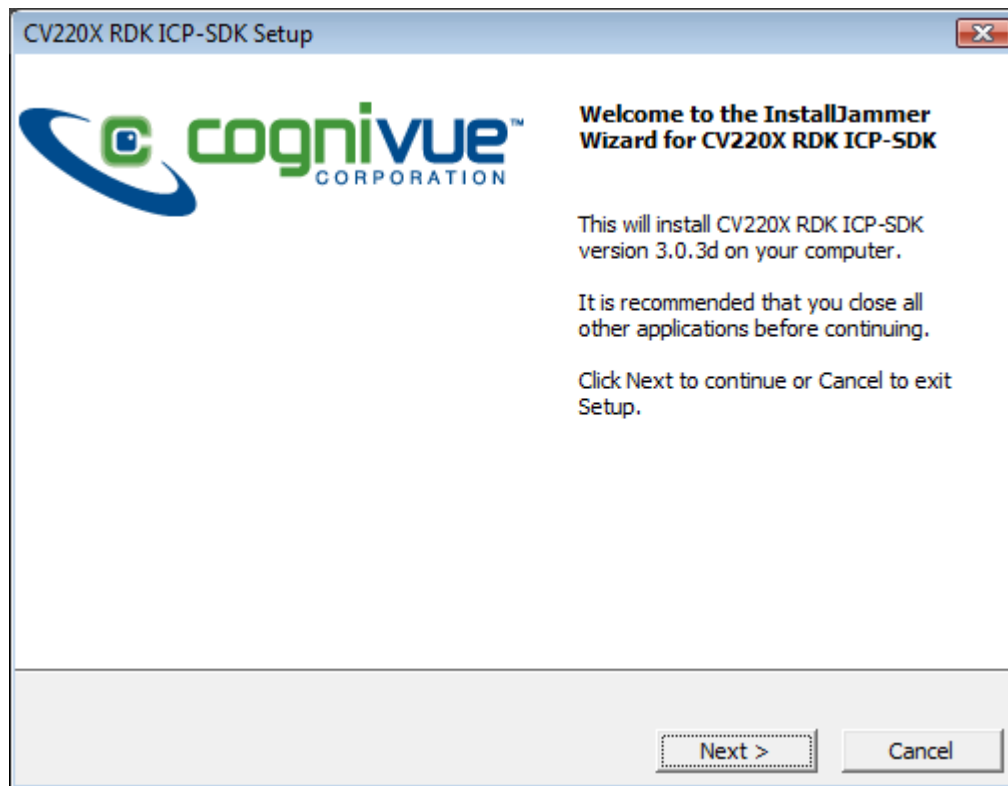 CV220X RDK ICP-SDK Setup
cognivue™
CORPORATION
Welcome to the InstallJammer
Wizard for CV220X RDK ICP-SDK
This will install CV220X RDK ICP-SDK
version 3.0.3d on your computer.
It is recommended that you close all
other applications before continuing.
Click Next to continue or Cancel to exit
Setup.
Next >
Cancel